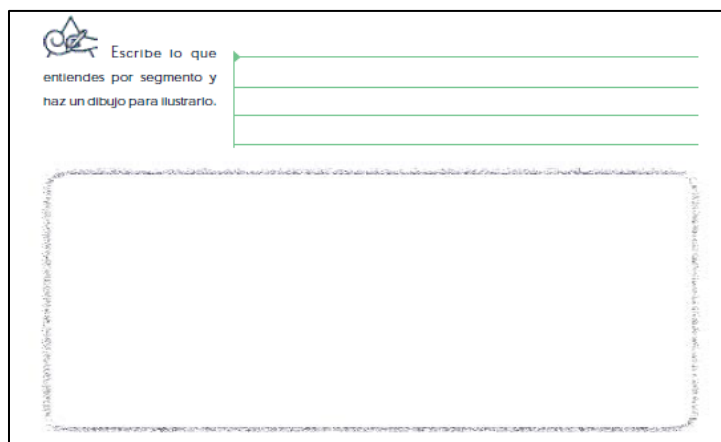 Escribe lo que
entiendes por segmento y
haz un dibujo para ilustrarlo.